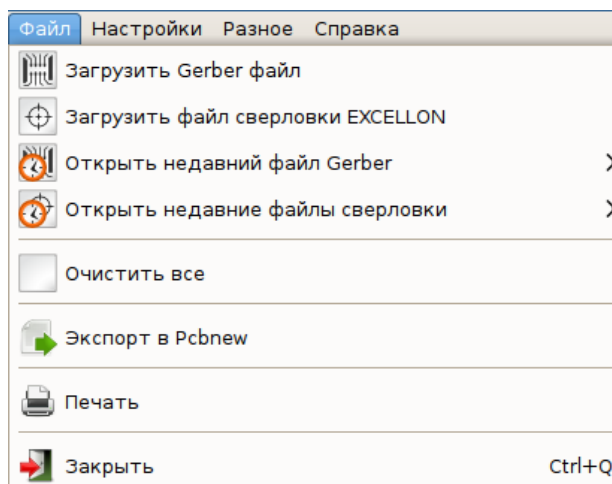 Файл Настройки Разное Справка
Загрузить Gerber файл
Загрузить файл сверловки EXCELLON
Открыть недавний файл Gerber
Открыть недавние файлы сверловки
Очистить все
Экспорт в Pcbnew
Печать
Закрыть Ctrl+Q